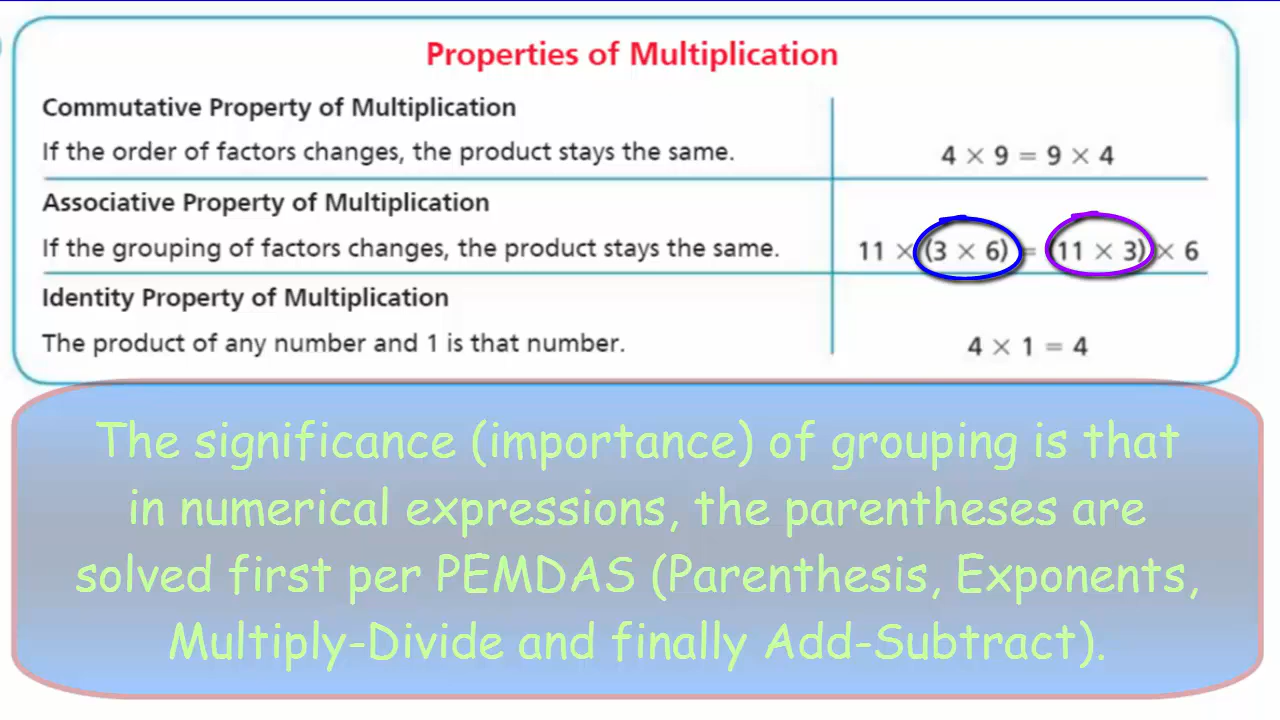 Properties of Multiplication
Commutative Property of Multiplication
If the order of factors changes, the product stays the same.
4 × 9 = 9 × 4
Associative Property of Multiplication
If the grouping of factors changes, the product stays the same.
11 × (3 × 6) = (11 × 3) × 6
Identity Property of Multiplication
The product of any number and 1 is that number.
4 × 1 = 4
The significance (importance) of grouping is that
in numerical expressions, the parentheses are
solved first per PEMDAS (Parenthesis, Exponents,
Multiply-Divide and finally Add-Subtract).